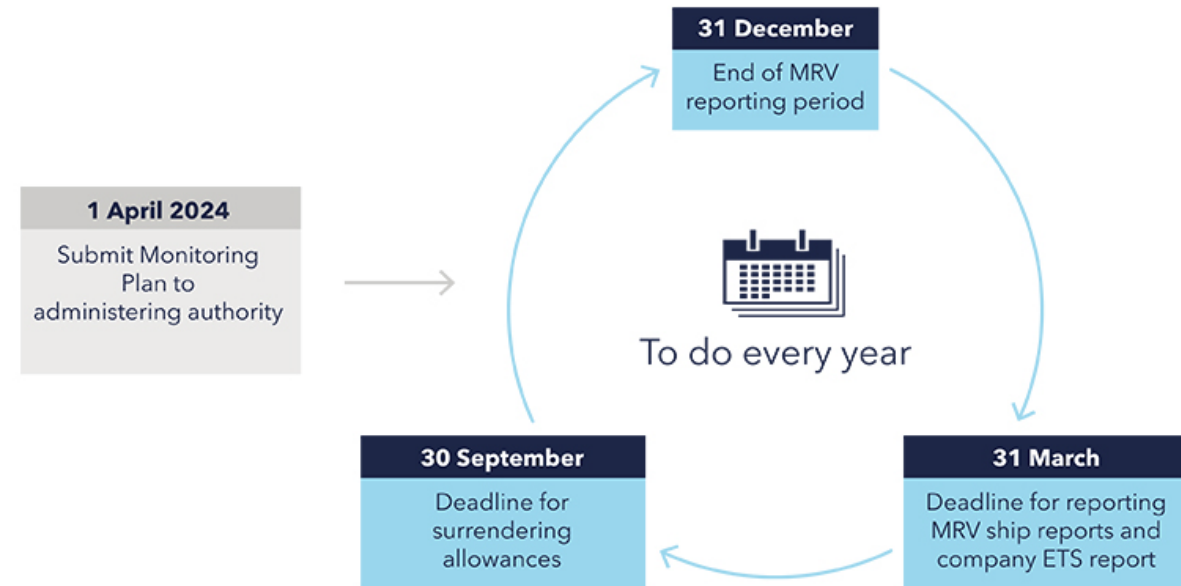 31 December
End of MRV
reporting period
1 April 2024
Submit Monitoring
Plan to
administering authority
To do every year
30 September
Deadline for
surrendering
allowances
31 March
Deadline for reporting
MRV ship reports and
company ETS report